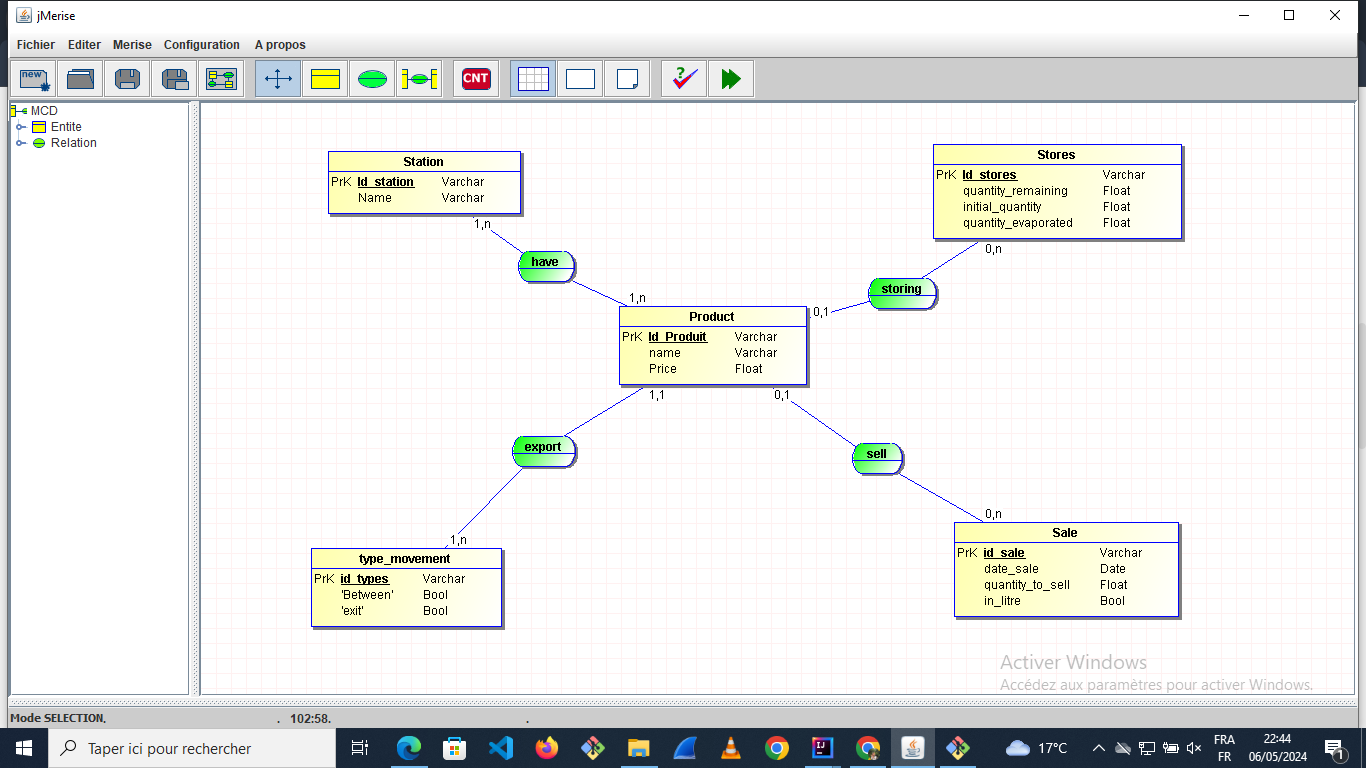 jMerise
Fichier Editer Merise Configuration A propos
new CNT ?
MCD
Entite
Relation
Station
PrK Id_station Varchar
Name Varchar
1,n
have
1,n
Stores
PrK Id_stores Varchar
quantity_remaining Float
initial_quantity Float
quantity_evaporated Float
0,n
storing
0,1
Product
PrK Id_Produit Varchar
name Varchar
Price Float
1,1
0,1
export
sell
1,n
0,n
type_movement
PrK id_types Varchar
'Between' Bool
'exit' Bool
Sale
PrK id_sale Varchar
date_sale Date
quantity_to_sell Float
in_litre Bool
Activer Windows
Accédez aux paramètres pour activer Windows.
Mode SELECTION. . 102:58. .
Taper ici pour rechercher
IJ
17°C
FRA
FR
22:44
06/05/2024
1